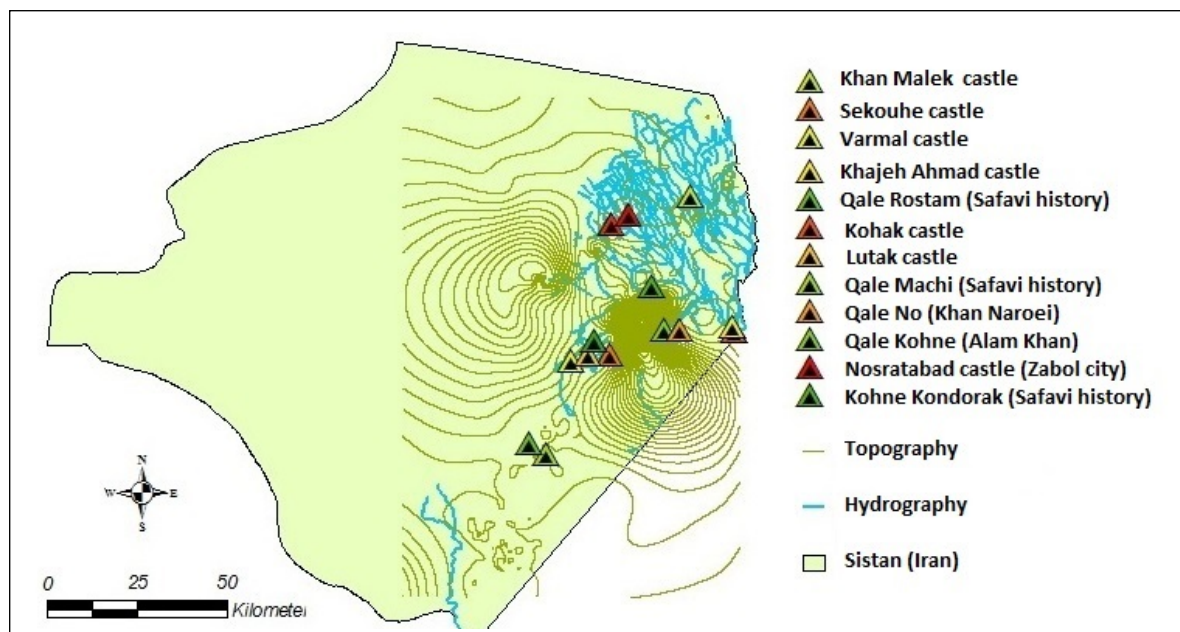 Khan Malek castle
Sekouhe castle
Varmal castle
Khajeh Ahmad castle
Qale Rostam (Safavi history)
Kohak castle
Lutak castle
Qale Machi (Safavi history)
Qale No (Khan Naroei)
Qale Kohne (Alam Khan)
Nosratabad castle (Zabol city)
Kohne Kondorak (Safavi history)
Topography
Hydrography
Sistan (Iran)
N
W E
S
0 25 50
Kilometer